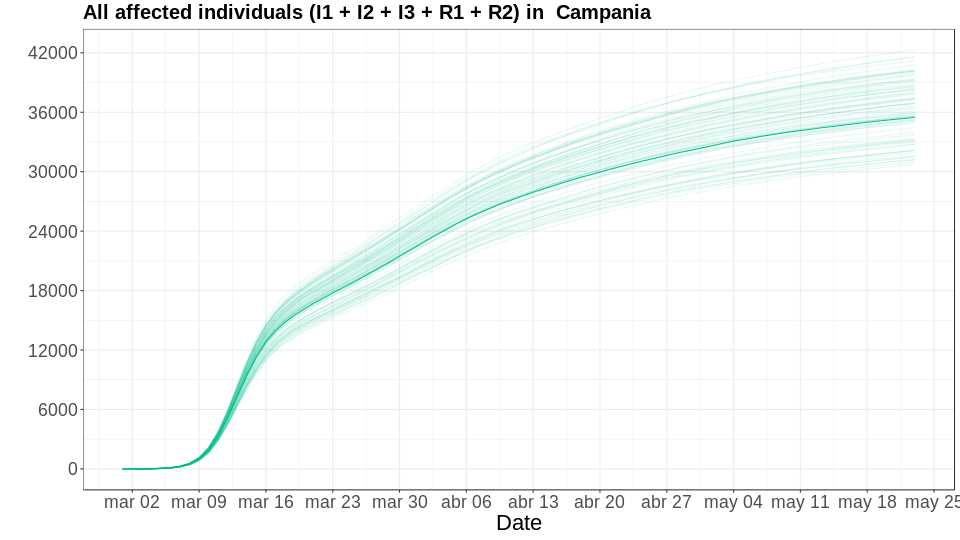 All affected individuals (I1 + I2 + I3 + R1 + R2) in  Campania
42000
36000
30000
24000
18000
12000
6000
0
mar 02 mar 09 mar 16 mar 23 mar 30 abr 06 abr 13 abr 20 abr 27 may 04 may 11 may 18 may 25
Date